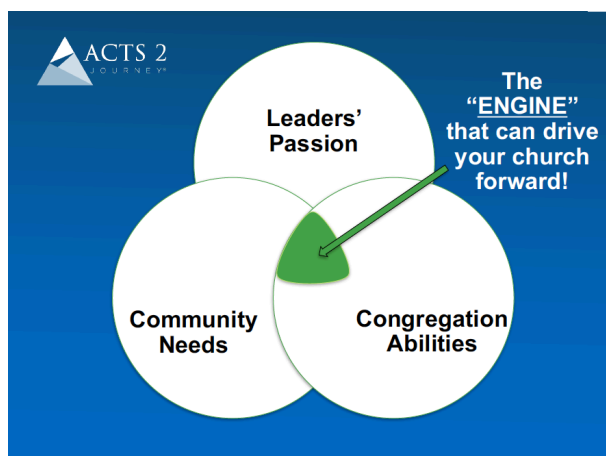 ACTS 2
JOURNEY®
The
“ENGINE”
that can drive
your church
forward!
Leaders’
Passion
Community
Needs
Congregation
Abilities